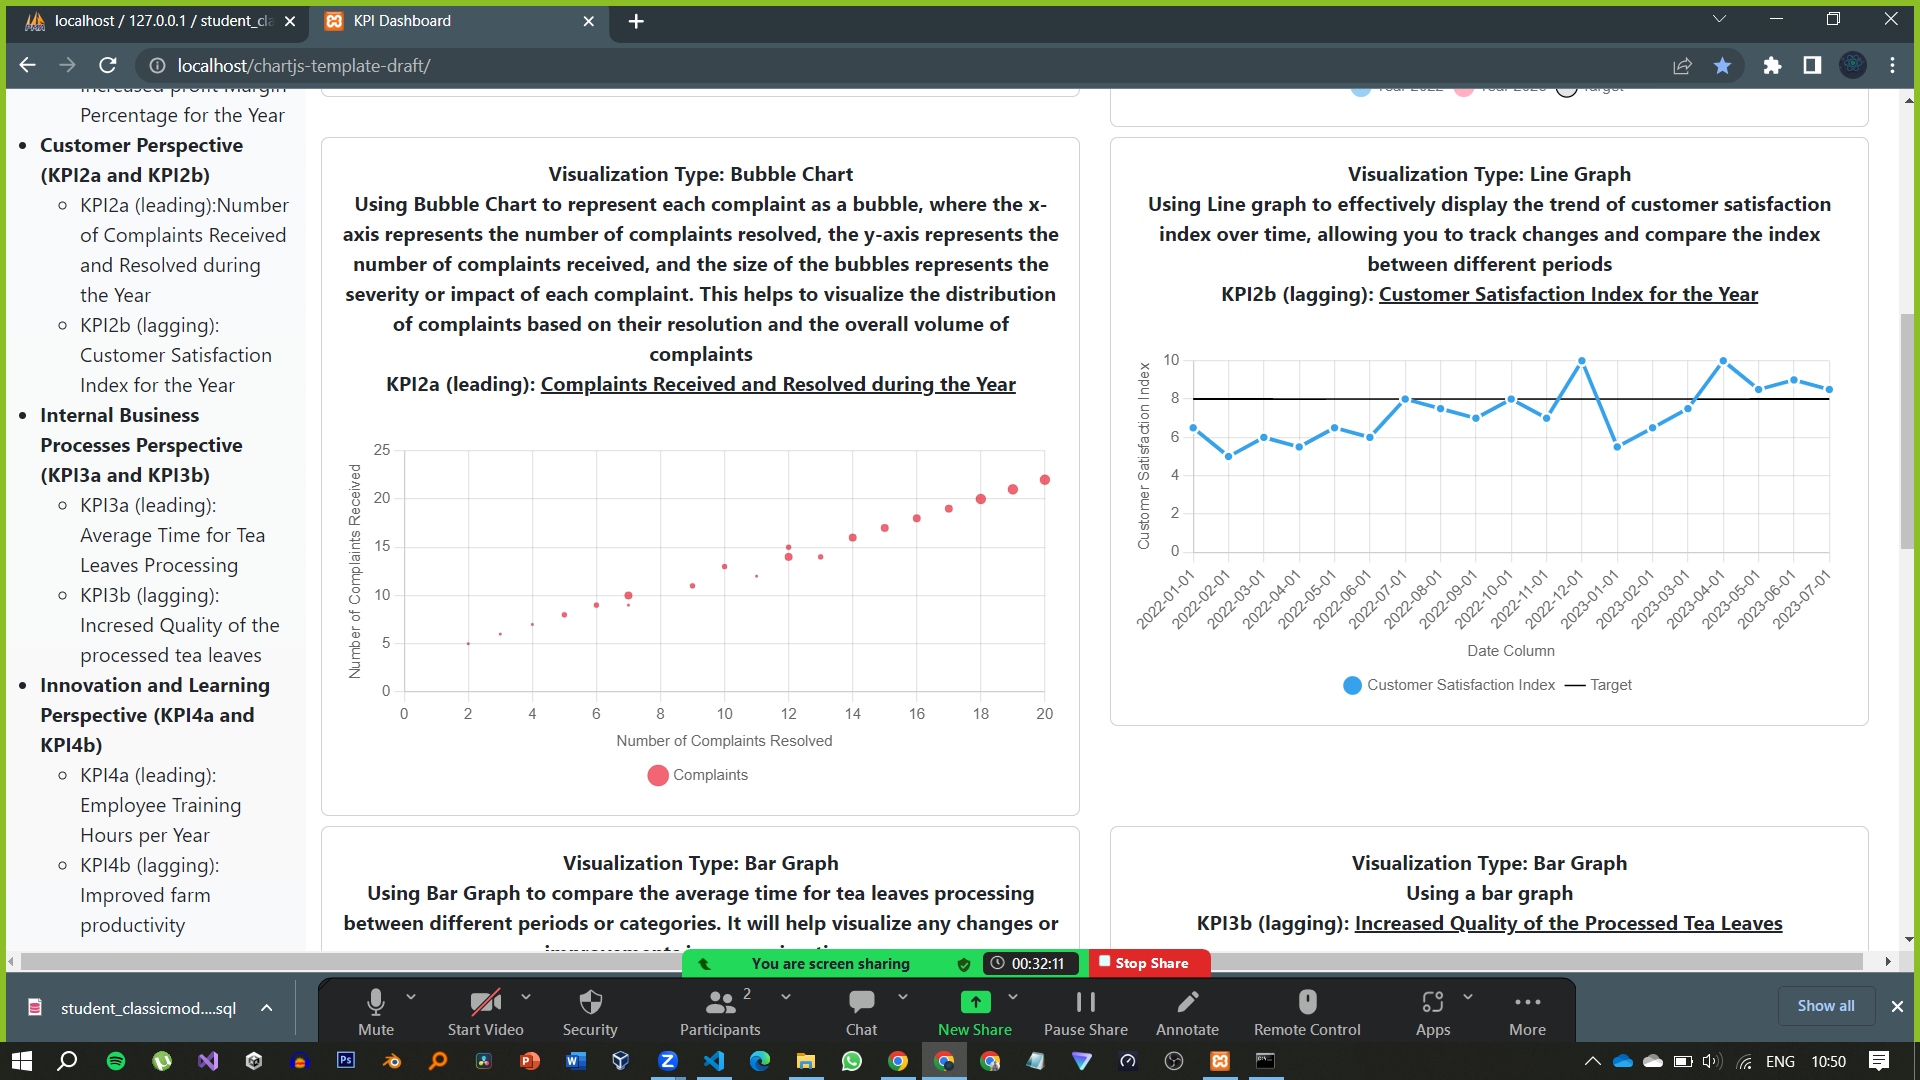 localhost / 127.0.0.1 / student_cla
KPI Dashboard
localhost/chartjs-template-draft/
Increased profit Margin
Percentage for the Year
Customer Perspective
(KPI2a and KPI2b)
KPI2a (leading):Number
of Complaints Received
and Resolved during
the Year
KPI2b (lagging):
Customer Satisfaction
Index for the Year
Internal Business
Processes Perspective
(KPI3a and KPI3b)
KPI3a (leading):
Average Time for Tea
Leaves Processing
KPI3b (lagging):
Incresed Quality of the
processed tea leaves
Innovation and Learning
Perspective (KPI4a and
KPI4b)
KPI4a (leading):
Employee Training
Hours per Year
KPI4b (lagging):
Improved farm
productivity
Year 2022 Year 2023 Target
Visualization Type: Bubble Chart
Using Bubble Chart to represent each complaint as a bubble, where the x-
axis represents the number of complaints resolved, the y-axis represents the
number of complaints received, and the size of the bubbles represents the
severity or impact of each complaint. This helps to visualize the distribution
of complaints based on their resolution and the overall volume of
complaints
KPI2a (leading): Complaints Received and Resolved during the Year
Number of Complaints Received
25
20
15
10
5
0
0 2 4 6 8 10 12 14 16 18 20
Number of Complaints Resolved
Complaints
Visualization Type: Line Graph
Using Line graph to effectively display the trend of customer satisfaction
index over time, allowing you to track changes and compare the index
between different periods
KPI2b (lagging): Customer Satisfaction Index for the Year
Customer Satisfaction Index
10
8
6
4
2
0
2022-01-01 2022-02-01 2022-03-01 2022-04-01 2022-05-01 2022-06-01 2022-07-01 2022-08-01 2022-09-01 2022-10-01 2022-11-01 2022-12-01 2023-01-01 2023-02-01 2023-03-01 2023-04-01 2023-05-01 2023-06-01 2023-07-01
Date Column
Customer Satisfaction Index Target
Visualization Type: Bar Graph
Using Bar Graph to compare the average time for tea leaves processing
between different periods or categories. It will help visualize any changes or
Visualization Type: Bar Graph
Using a bar graph
KPI3b (lagging): Increased Quality of the Processed Tea Leaves
You are screen sharing
00:32:11
Stop Share
student_classicmod....sql
Mute
Start Video
Security
2
Participants
Chat
New Share
Pause Share
Annotate
Remote Control
Apps
More
Show all
ENG
10:50